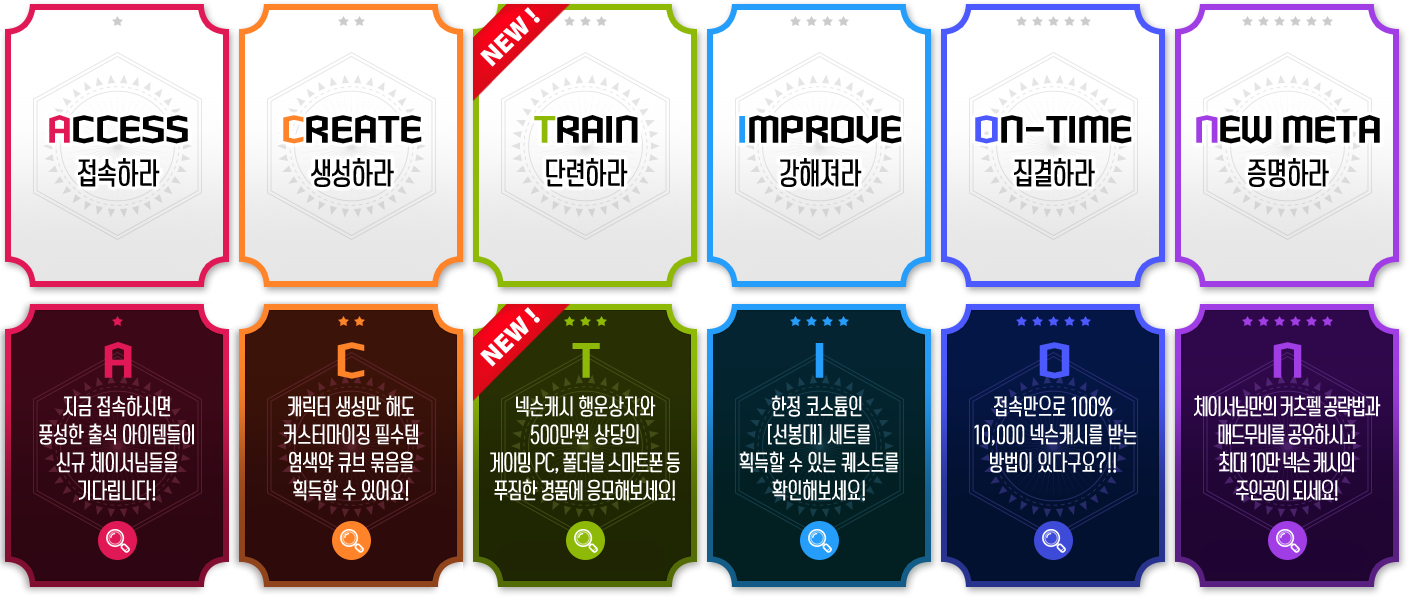 ACCESS
접속하라
CREATE
생성하라
NEW!
TRAIN
단련하라
IMPROVE
강해져라
ON-TIME
집결하라
NEW META
증명하라
A
지금 접속하시면
풍성한 출석 아이템들이
신규 체이서님들을
기다립니다!
C
캐릭터 생성만 해도
커스터마이징 필수템
염색약 큐브 묶음을
획득할 수 있어요!
NEW!
T
넥슨캐시 행운상자와
500만원 상당의
게이밍 PC, 폴더블 스마트폰 등
푸짐한 경품에 응모해보세요!
I
한정 코스튬인
[선봉대] 세트를
획득할 수 있는 퀘스트를
확인해보세요!
O
접속만으로 100%
10,000 넥슨캐시를 받는
방법이 있다구요?!!
N
체이서님만의 커츠펠 공략법과
매드무비를 공유하시고
최대 10만 넥슨 캐시의
주인공이 되세요!